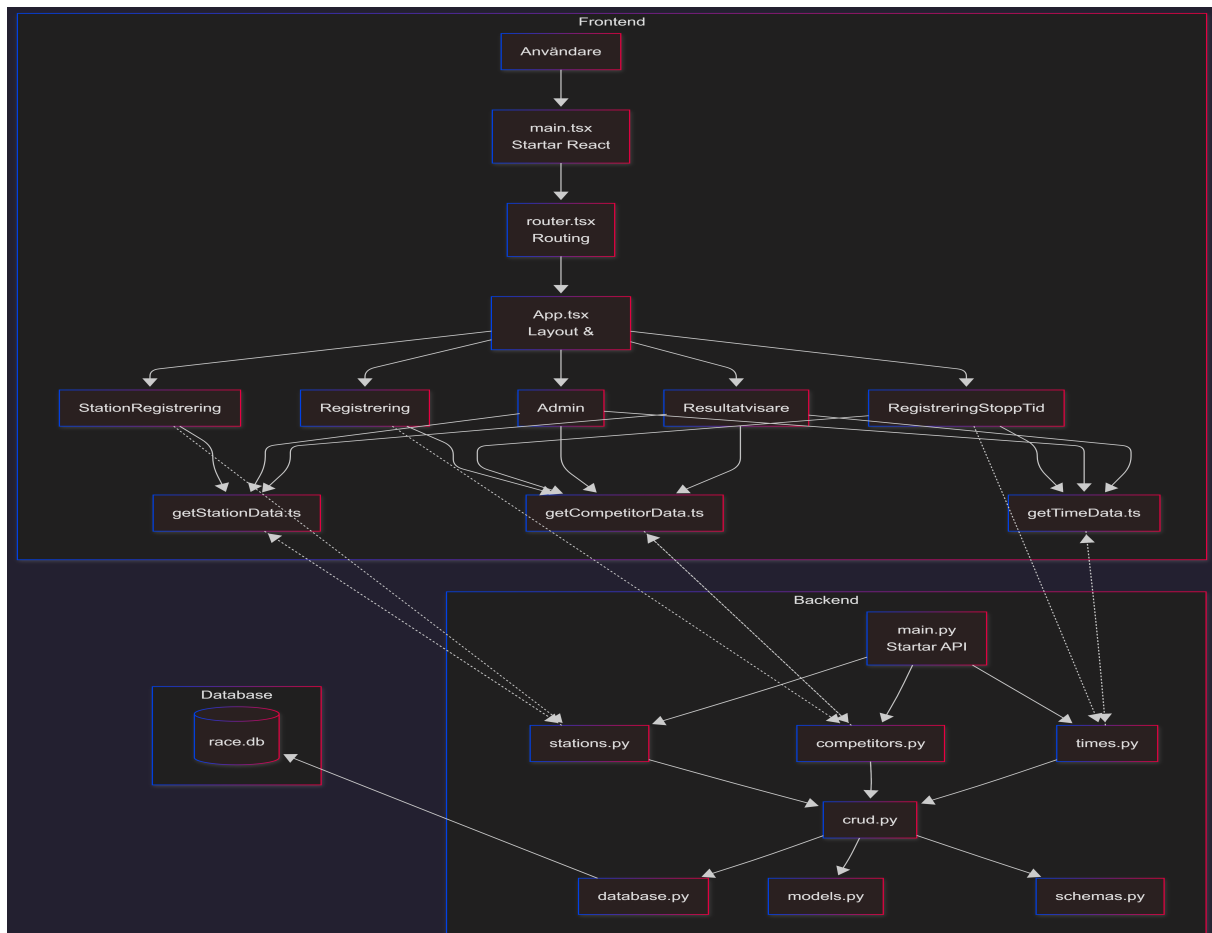 Frontend
Användare
main.tsx
Startar React
router.tsx
Routing
App.tsx
Layout &
StationRegistrering
Registrering
Admin
Resultatvisare
RegistreringStoppTid
getStationData.ts
getCompetitorData.ts
getTimeData.ts
Backend
main.py
Startar API
Database
race.db
stations.py
competitors.py
times.py
crud.py
database.py
models.py
schemas.py